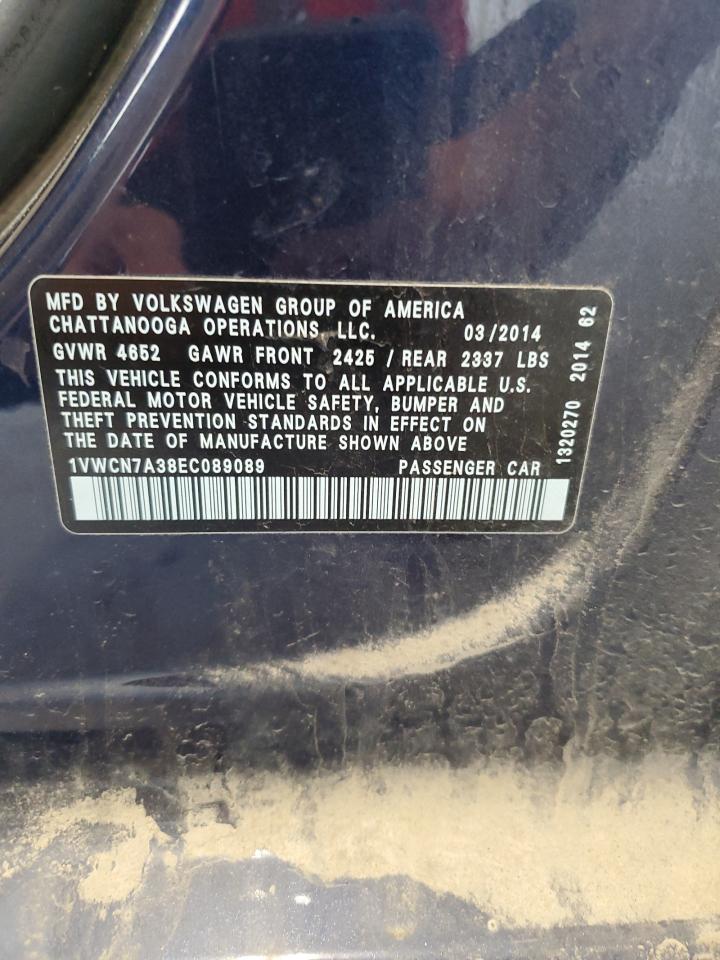 MFD BY VOLKSWAGEN GROUP OF AMERICA
CHATTANOOGA OPERATIONS, LLC. 03/2014
GVWR 4652 GAWR FRONT 2425 / REAR 2337 LBS
THIS VEHICLE CONFORMS TO ALL APPLICABLE U.S.
FEDERAL MOTOR VEHICLE SAFETY, BUMPER AND
THEFT PREVENTION STANDARDS IN EFFECT ON
THE DATE OF MANUFACTURE SHOWN ABOVE
1VWCN7A38EC089089 PASSENGER CAR
1320270 2014 62